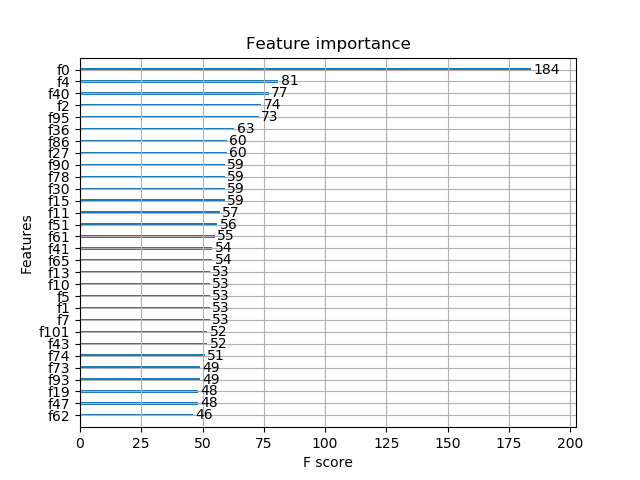 Feature importance
f0 184
f4 81
f40 77
f2 74
f95 73
f36 63
f86 60
f27 60
f90 59
f78 59
f30 59
f15 59
f11 57
f51 56
f61 55
f41 54
f65 54
f13 53
f10 53
f5 53
f1 53
f7 53
f101 52
f43 52
f74 51
f73 49
f93 49
f19 48
f47 48
f62 46
Features
0 25 50 75 100 125 150 175 200
F score